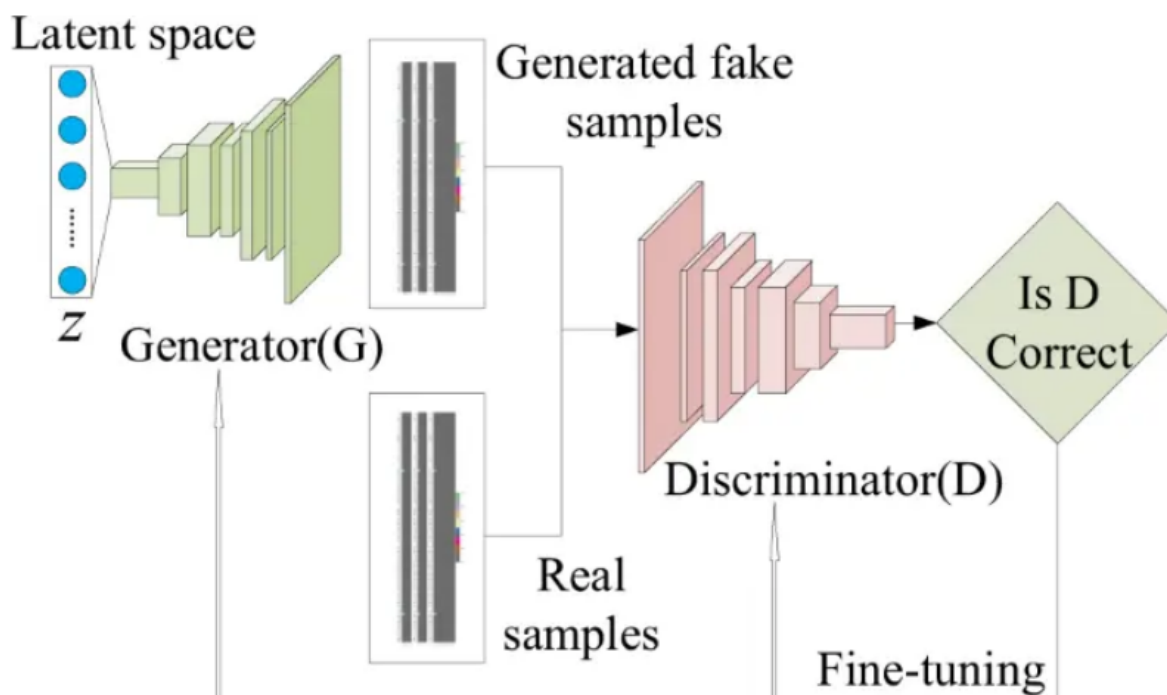 Latent space
Generated fake
samples
z
Generator(G)
Is D
Correct
Discriminator(D)
Real
samples
Fine-tuning